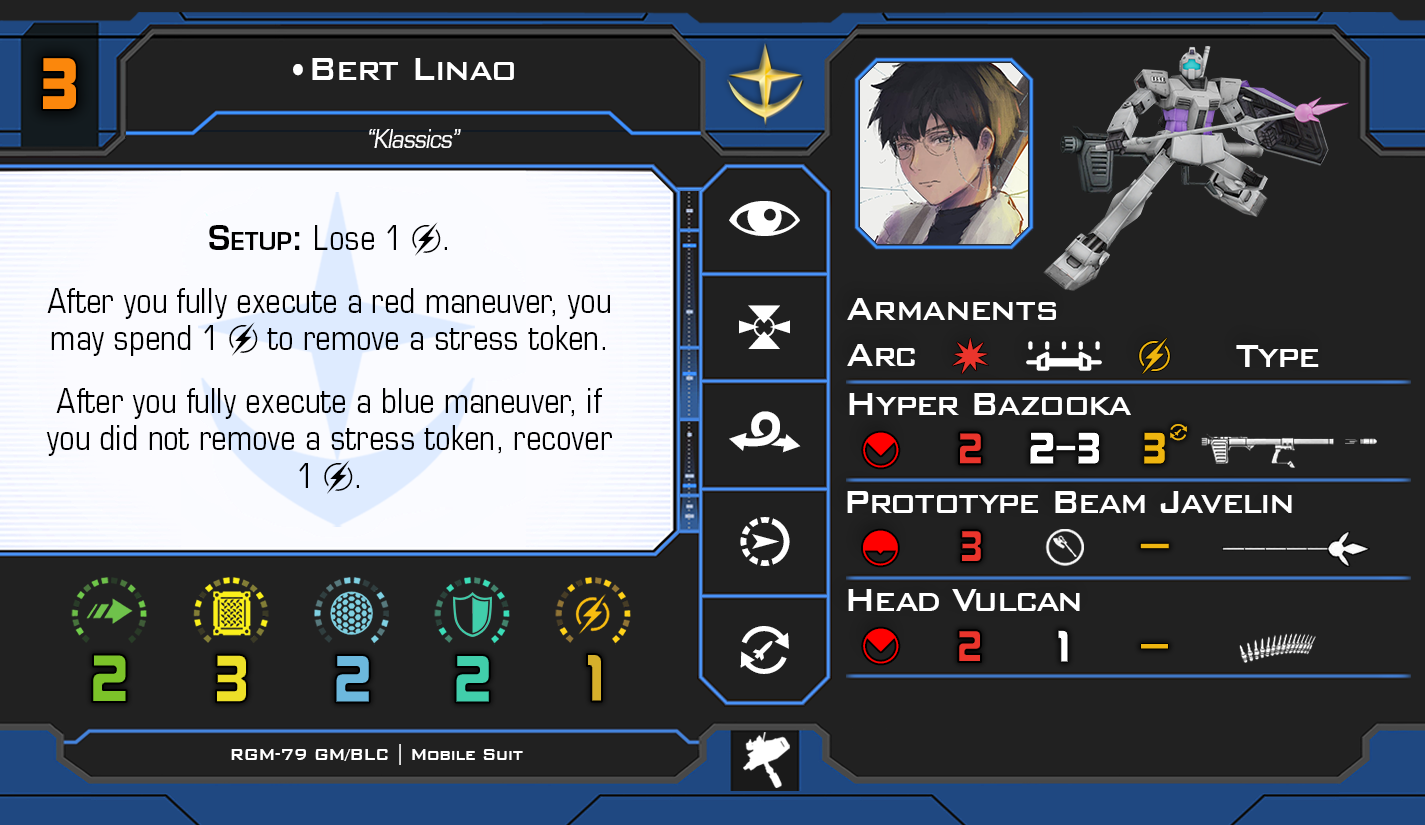 3
•Bert Linao
“Klassics”
Setup: Lose 1 .
After you fully execute a red maneuver, you
may spend 1 to remove a stress token.
After you fully execute a blue maneuver, if
you did not remove a stress token, recover
1 .
2 3 2 2 1
RGM-79 GM/BLC | Mobile Suit
Armanents
Arc Type
Hyper Bazooka
2 2–3 3
Prototype Beam Javelin
3 –
Head Vulcan
2 1 –